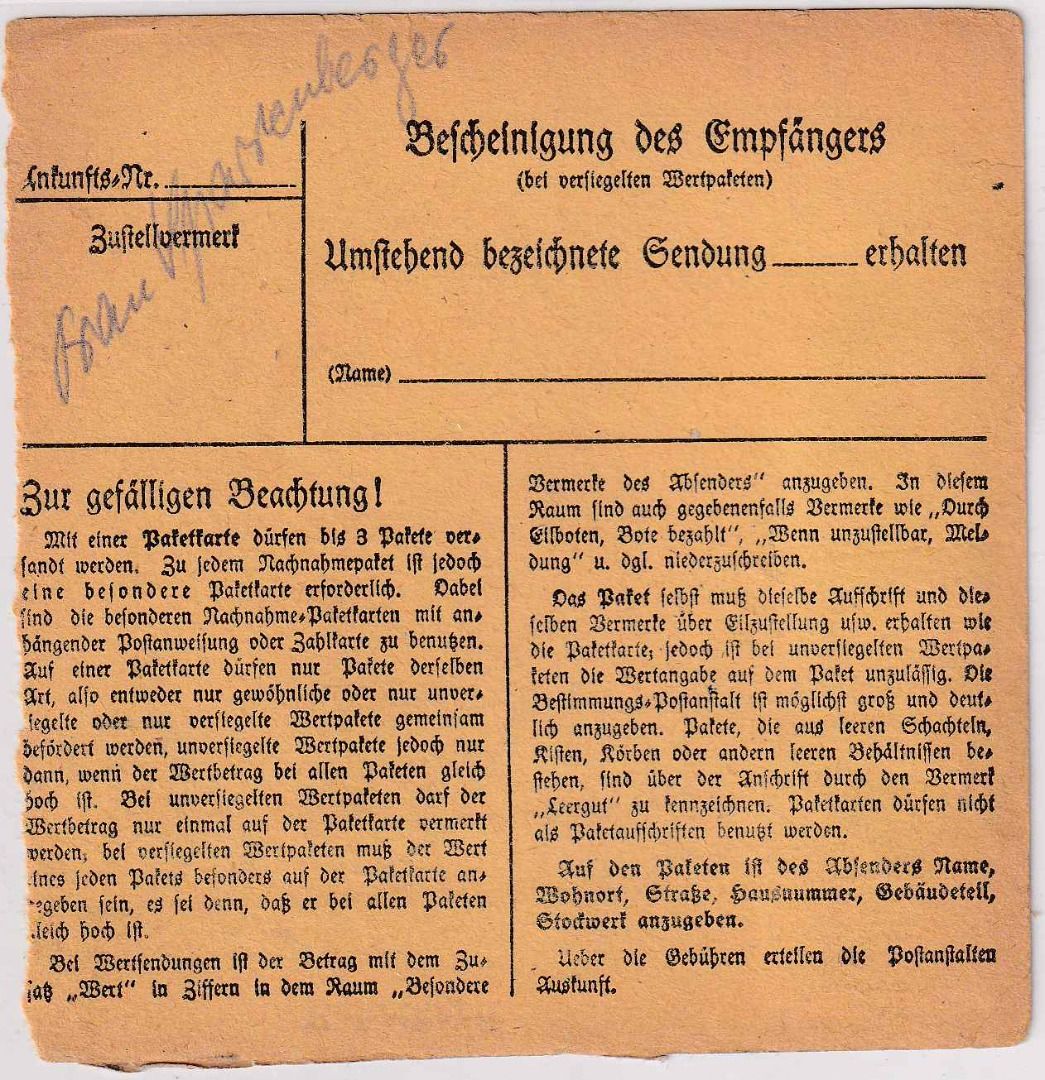 Ankunfts-Nr.
Zustellvermerk
Bescheinigung des Empfängers
(bei versiegelten Wertpaketen)
Umstehend bezeichnete Sendung ______ erhalten
(Name)
Zur gefälligen Beachtung!
Mit einer Paketkarte dürfen bis 3 Pakete ver-
sandt werden. Zu jedem Nachnahmepaket ist jedoch
eine besondere Paketkarte erforderlich. Dabei
sind die besonderen Nachnahme-Paketkarten mit an-
hängender Postanweisung oder Zahlkarte zu benutzen.
Auf einer Paketkarte dürfen nur Pakete derselben
Art, also entweder nur gewöhnliche oder nur unver-
siegelte oder nur versiegelte Wertpakete gemeinsam
befördert werden, unversiegelte Wertpakete jedoch nur
dann, wenn der Wertbetrag bei allen Paketen gleich
hoch ist. Bei unversiegelten Wertpaketen darf der
Wertbetrag nur einmal auf der Paketkarte vermerkt
werden; bei versiegelten Wertpaketen muß der Wert
eines jeden Pakets besonders auf der Paketkarte an-
gegeben sein, es sei denn, daß er bei allen Paketen
gleich hoch ist.
Bei Wertsendungen ist der Betrag mit dem Zu-
satz „Wert“ in Ziffern in dem Raum „Besondere
Vermerke des Absenders“ anzugeben. In diesem
Raum sind auch gegebenenfalls Vermerke wie „Durch
Eilboten, Bote bezahlt“, „Wenn unzustellbar, Mel-
dung“ u. dgl. niederzuschreiben.
Das Paket selbst muß dieselbe Aufschrift und die-
selben Vermerke über Eilzustellung usw. erhalten wie
die Paketkarte; jedoch ist bei unversiegelten Wertpa-
keten die Wertangabe auf dem Paket unzulässig. Die
Bestimmungs-Postanstalt ist möglichst groß und deut-
lich anzugeben. Pakete, die aus leeren Schachteln,
Kisten, Körben oder andern leeren Behältnissen be-
stehen, sind über der Anschrift durch den Vermerk
„Leergut“ zu kennzeichnen. Paketkarten dürfen nicht
als Paketaufschriften benutzt werden.
Auf den Paketen ist des Absenders Name,
Wohnort, Straße, Hausnummer, Gebäudeteil,
Stockwerk anzugeben.
Ueber die Gebühren erteilen die Postanstalten
Auskunft.